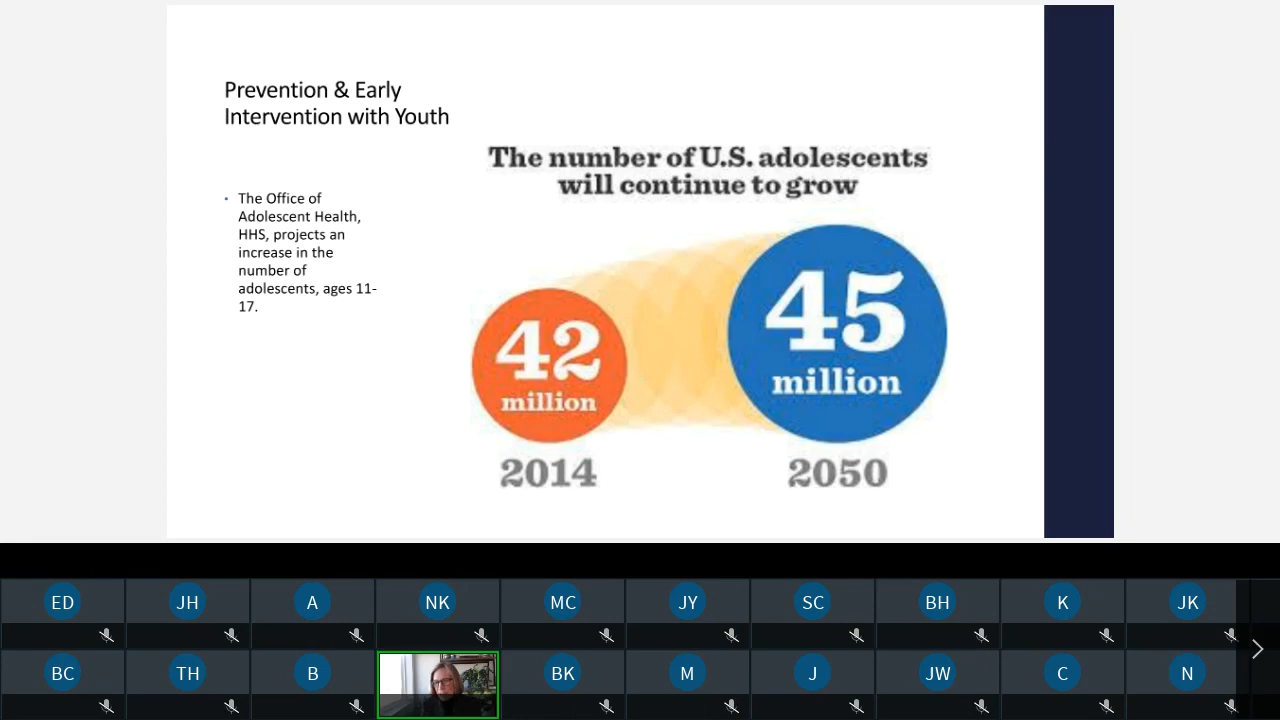 Prevention & Early
Intervention with Youth
The number of U.S. adolescents
will continue to grow
• The Office of
Adolescent Health,
HHS, projects an
increase in the
number of
adolescents, ages 11-
17.
42
million
45
million
2014
2050
ED JH A NK MC JY SC BH K JK
BC TH B BK M J JW C N